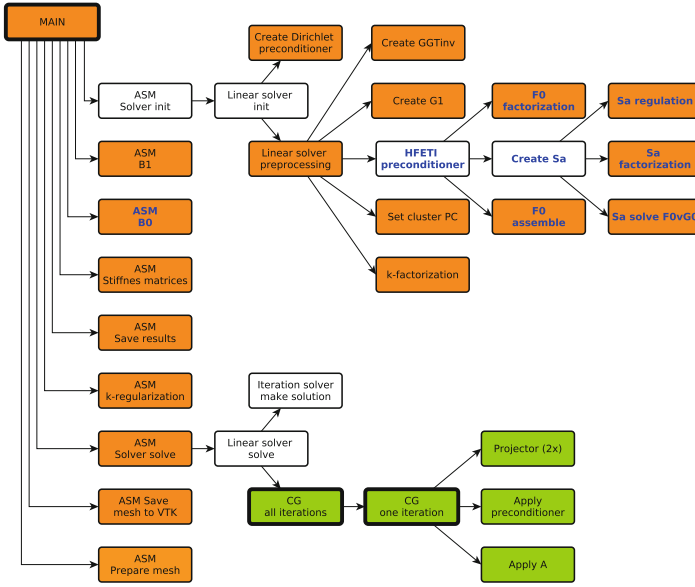 MAIN
Create Dirichlet
preconditioner
Create GGTinv
ASM
Solver init
Linear solver
init
Create G1
F0
factorization
Sa regulation
ASM
B1
Linear solver
preprocessing
HFETI
preconditioner
Create Sa
Sa
factorization
ASM
B0
Set cluster PC
F0
assemble
Sa solve F0vG0
ASM
Stiffnes matrices
k-factorization
ASM
Save results
ASM
k-regularization
Iteration solver
make solution
ASM
Solver solve
Linear solver
solve
Projector (2x)
ASM Save
mesh to VTK
CG
all iterations
CG
one iteration
Apply
preconditioner
ASM
Prepare mesh
Apply A